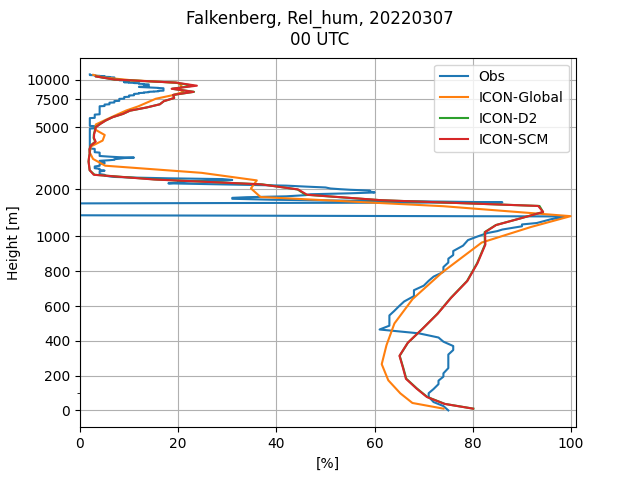 Falkenberg, Rel_hum, 20220307
00 UTC
Obs
ICON-Global
ICON-D2
ICON-SCM
Height [m]
10000
7500
5000
2000
1000
800
600
400
200
0
0 20 40 60 80 100
[%]